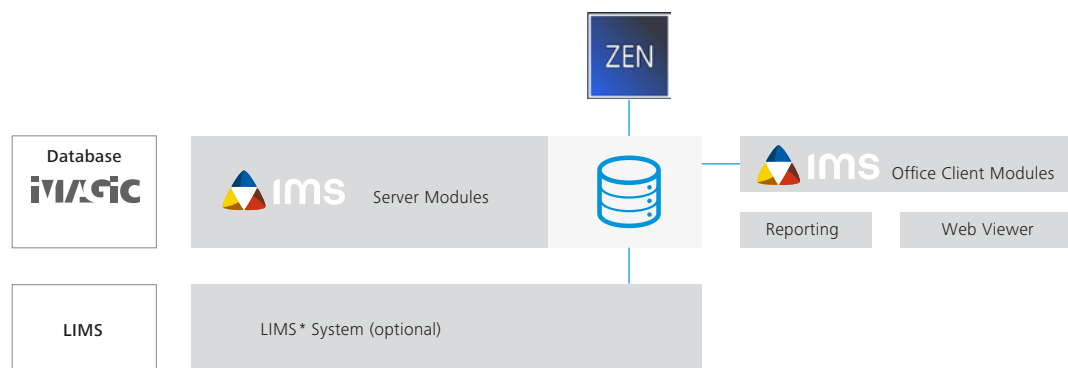 ZEN
Database
iMAGiC
IMS
Server Modules
IMS
Office Client Modules
Reporting
Web Viewer
LIMS
LIMS* System (optional)